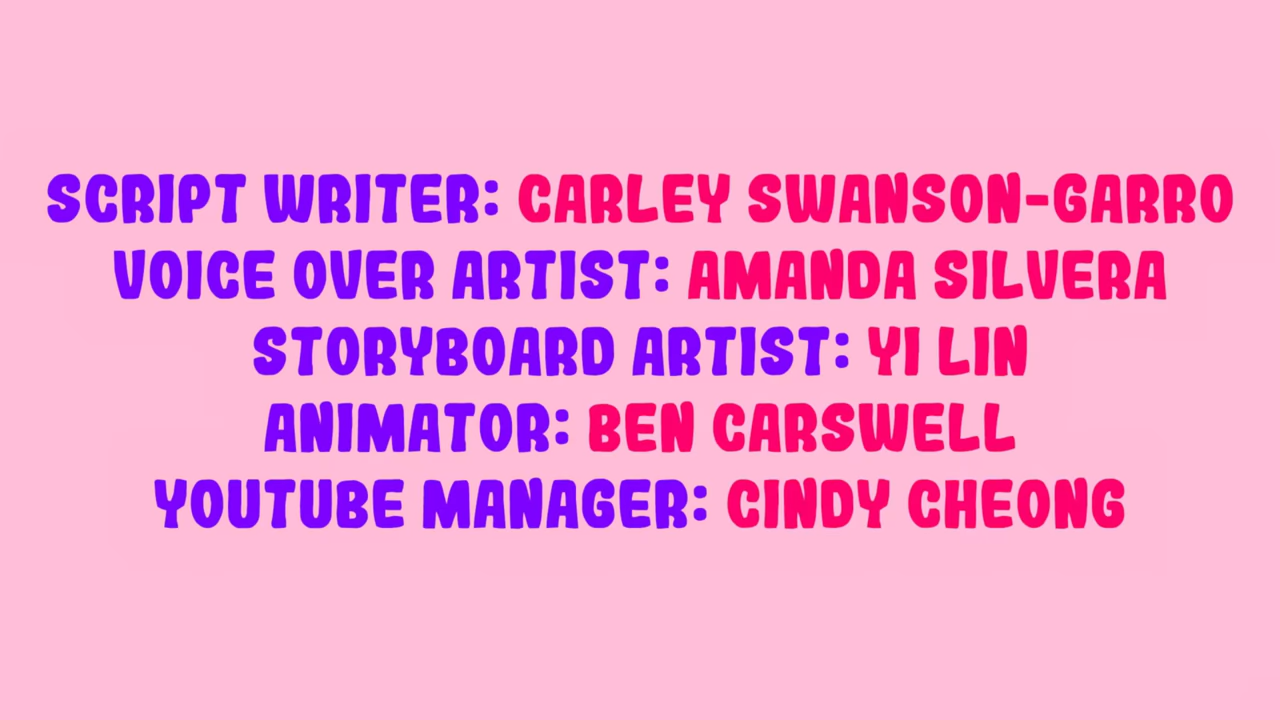 SCRIPT WRITER: CARLEY SWANSON-GARRO
VOICE OVER ARTIST: AMANDA SILVERA
STORYBOARD ARTIST: YI LIN
ANIMATOR: BEN CARSWELL
YOUTUBE MANAGER: CINDY CHEONG